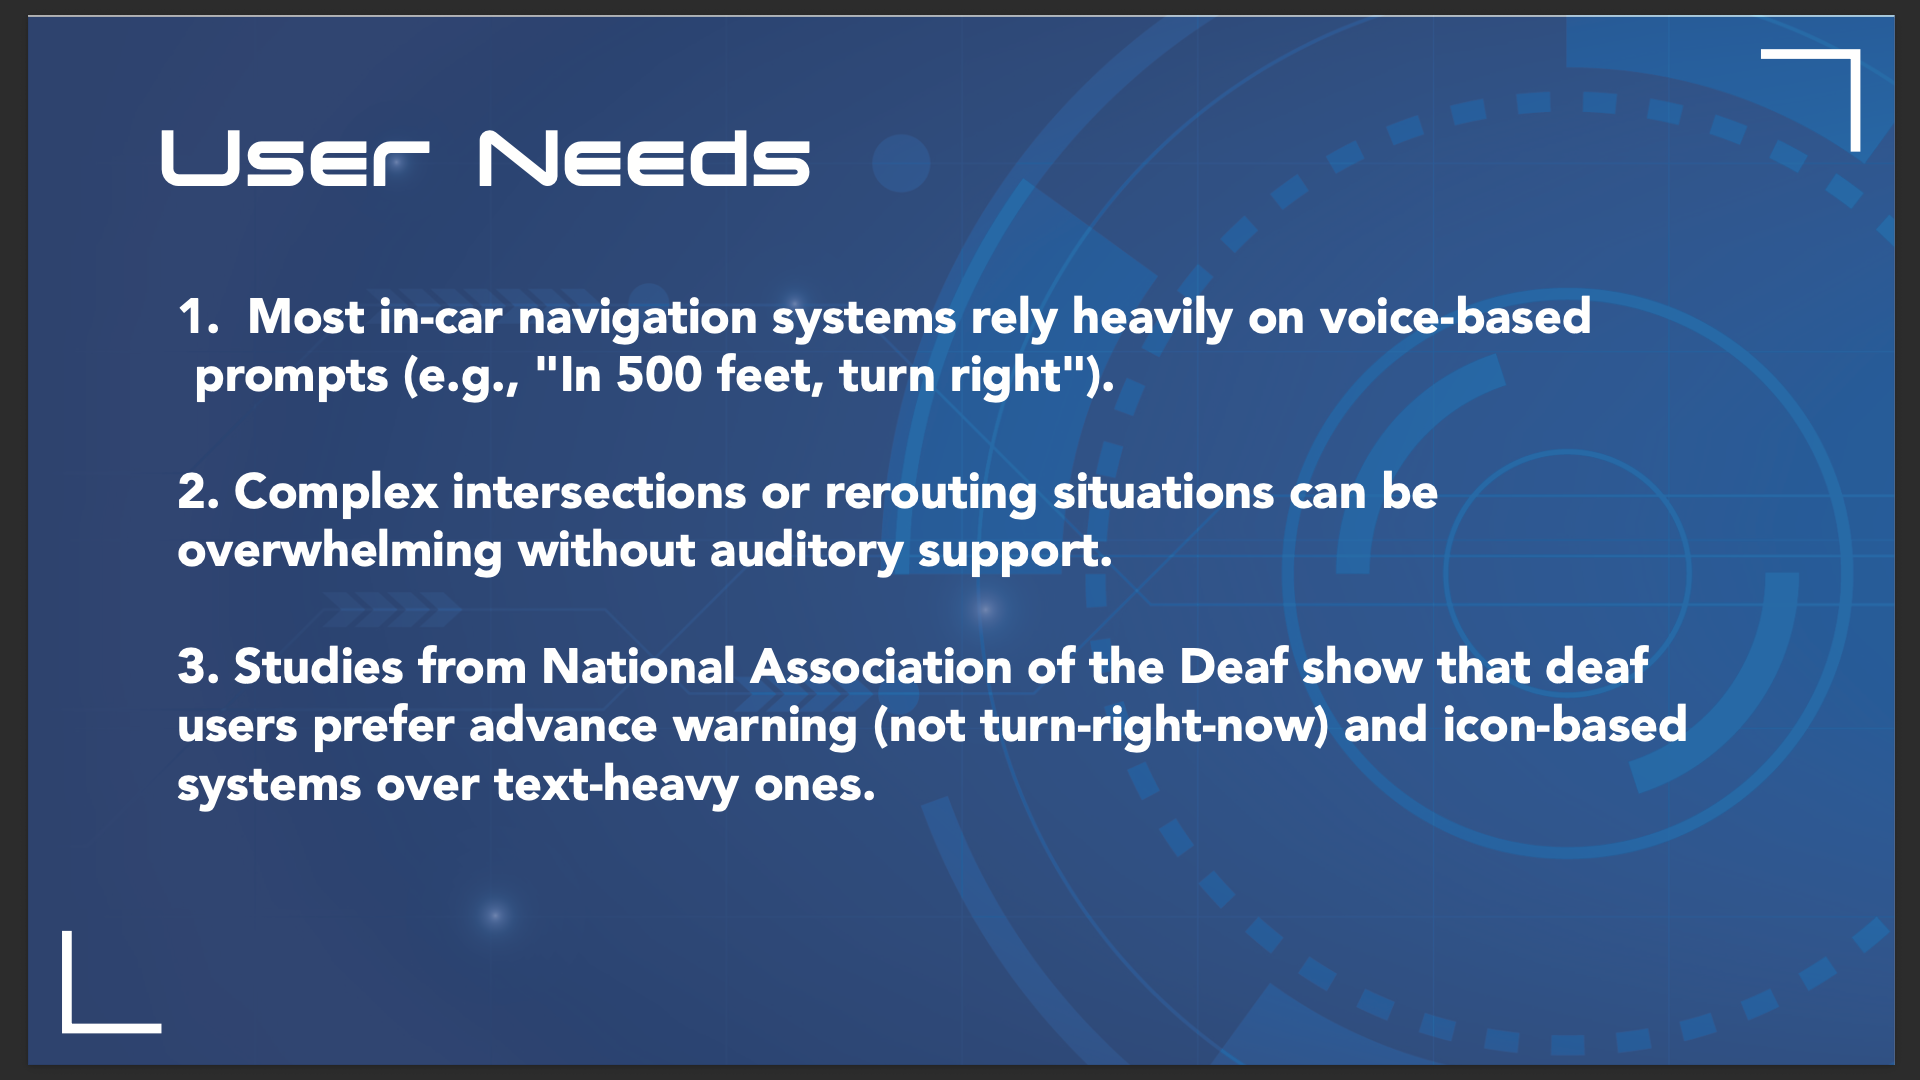 User Needs
1. Most in-car navigation systems rely heavily on voice-based
prompts (e.g., "In 500 feet, turn right").
2. Complex intersections or rerouting situations can be
overwhelming without auditory support.
3. Studies from National Association of the Deaf show that deaf
users prefer advance warning (not turn-right-now) and icon-based
systems over text-heavy ones.